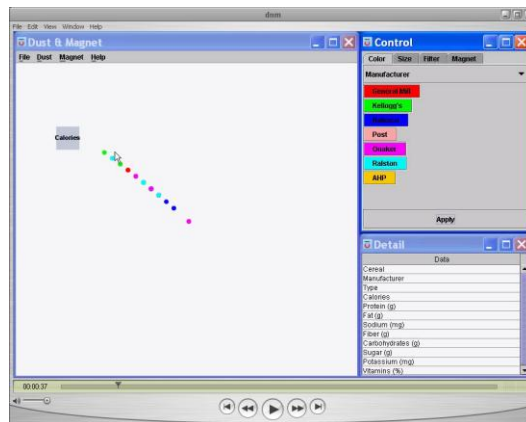 dnm
File Edit View Window Help
Dust & Magnet
File Dust Magnet Help
Calories
Control
Color Size Filter Magnet
Manufacturer
General Mill
Kellogg's
Post
Quaker
Ralston
AHP
Apply
Detail
Data
Cereal
Manufacturer
Type
Calories
Protein (g)
Fat (g)
Sodium (mg)
Fiber (g)
Carbohydrates (g)
Sugar (g)
Potassium (mg)
Vitamins (%)
00:00:37